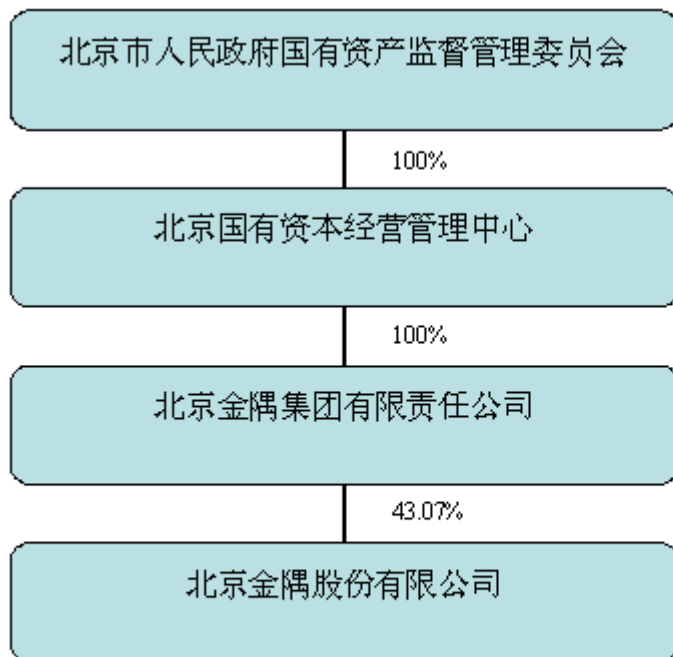 北京市人民政府国有资产监督管理委员会
100%
北京国有资本经营管理中心
100%
北京金隅集团有限责任公司
43.07%
北京金隅股份有限公司